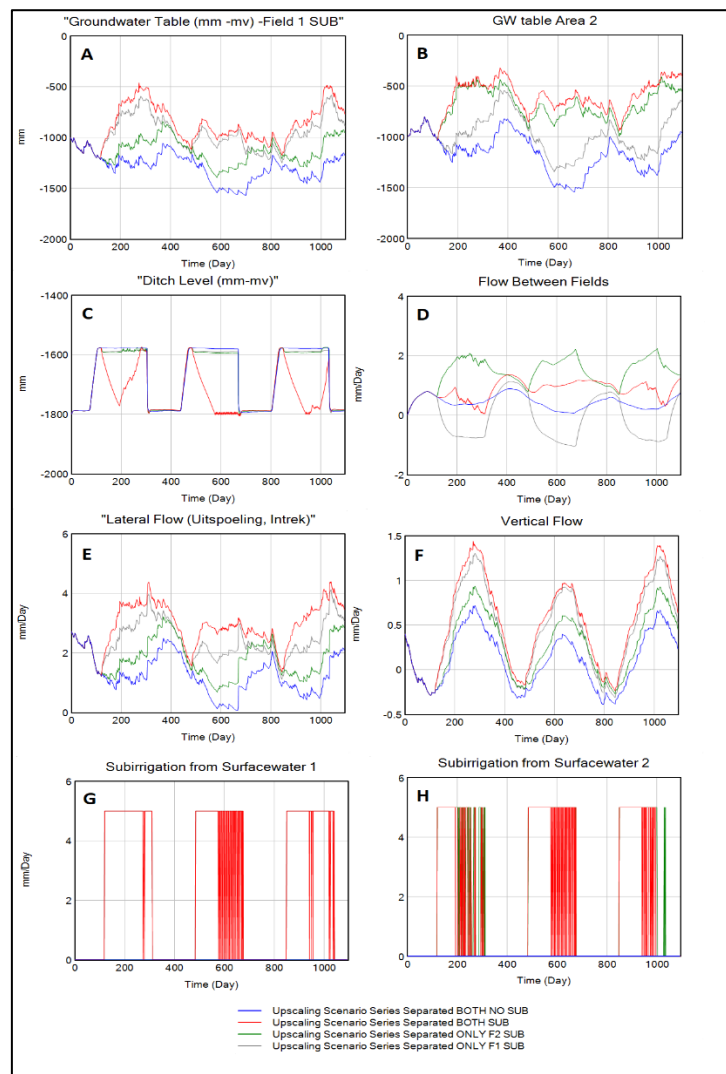 "Groundwater Table (mm -mv) -Field 1 SUB"
A
0
-500
-1000
-1500
-2000
mm
0 200 400 600 800 1000
Time (Day)
GW table Area 2
B
0
-500
-1000
-1500
-2000
0 200 400 600 800 1000
Time (Day)
"Ditch Level (mm-mv)"
C
-1400
-1600
-1800
-2000
mm
0 200 400 600 800 1000
Time (Day)
Flow Between Fields
D
4
2
0
-2
mm/Day
0 200 400 600 800 1000
Time (Day)
"Lateral Flow (Uitspoeling, Intrek)"
E
6
4
2
0
mm/Day
0 200 400 600 800 1000
Time (Day)
Vertical Flow
F
1.5
1
0.5
0
-0.5
mm/Day
0 200 400 600 800 1000
Time (Day)
Subirrigation from Surfacewater 1
G
6
4
2
0
mm/Day
0 200 400 600 800 1000
Time (Day)
Subirrigation from Surfacewater 2
H
6
4
2
0
0 200 400 600 800 1000
Time (Day)
Upscaling Scenario Series Separated BOTH NO SUB
Upscaling Scenario Series Separated BOTH SUB
Upscaling Scenario Series Separated ONLY F2 SUB
Upscaling Scenario Series Separated ONLY F1 SUB